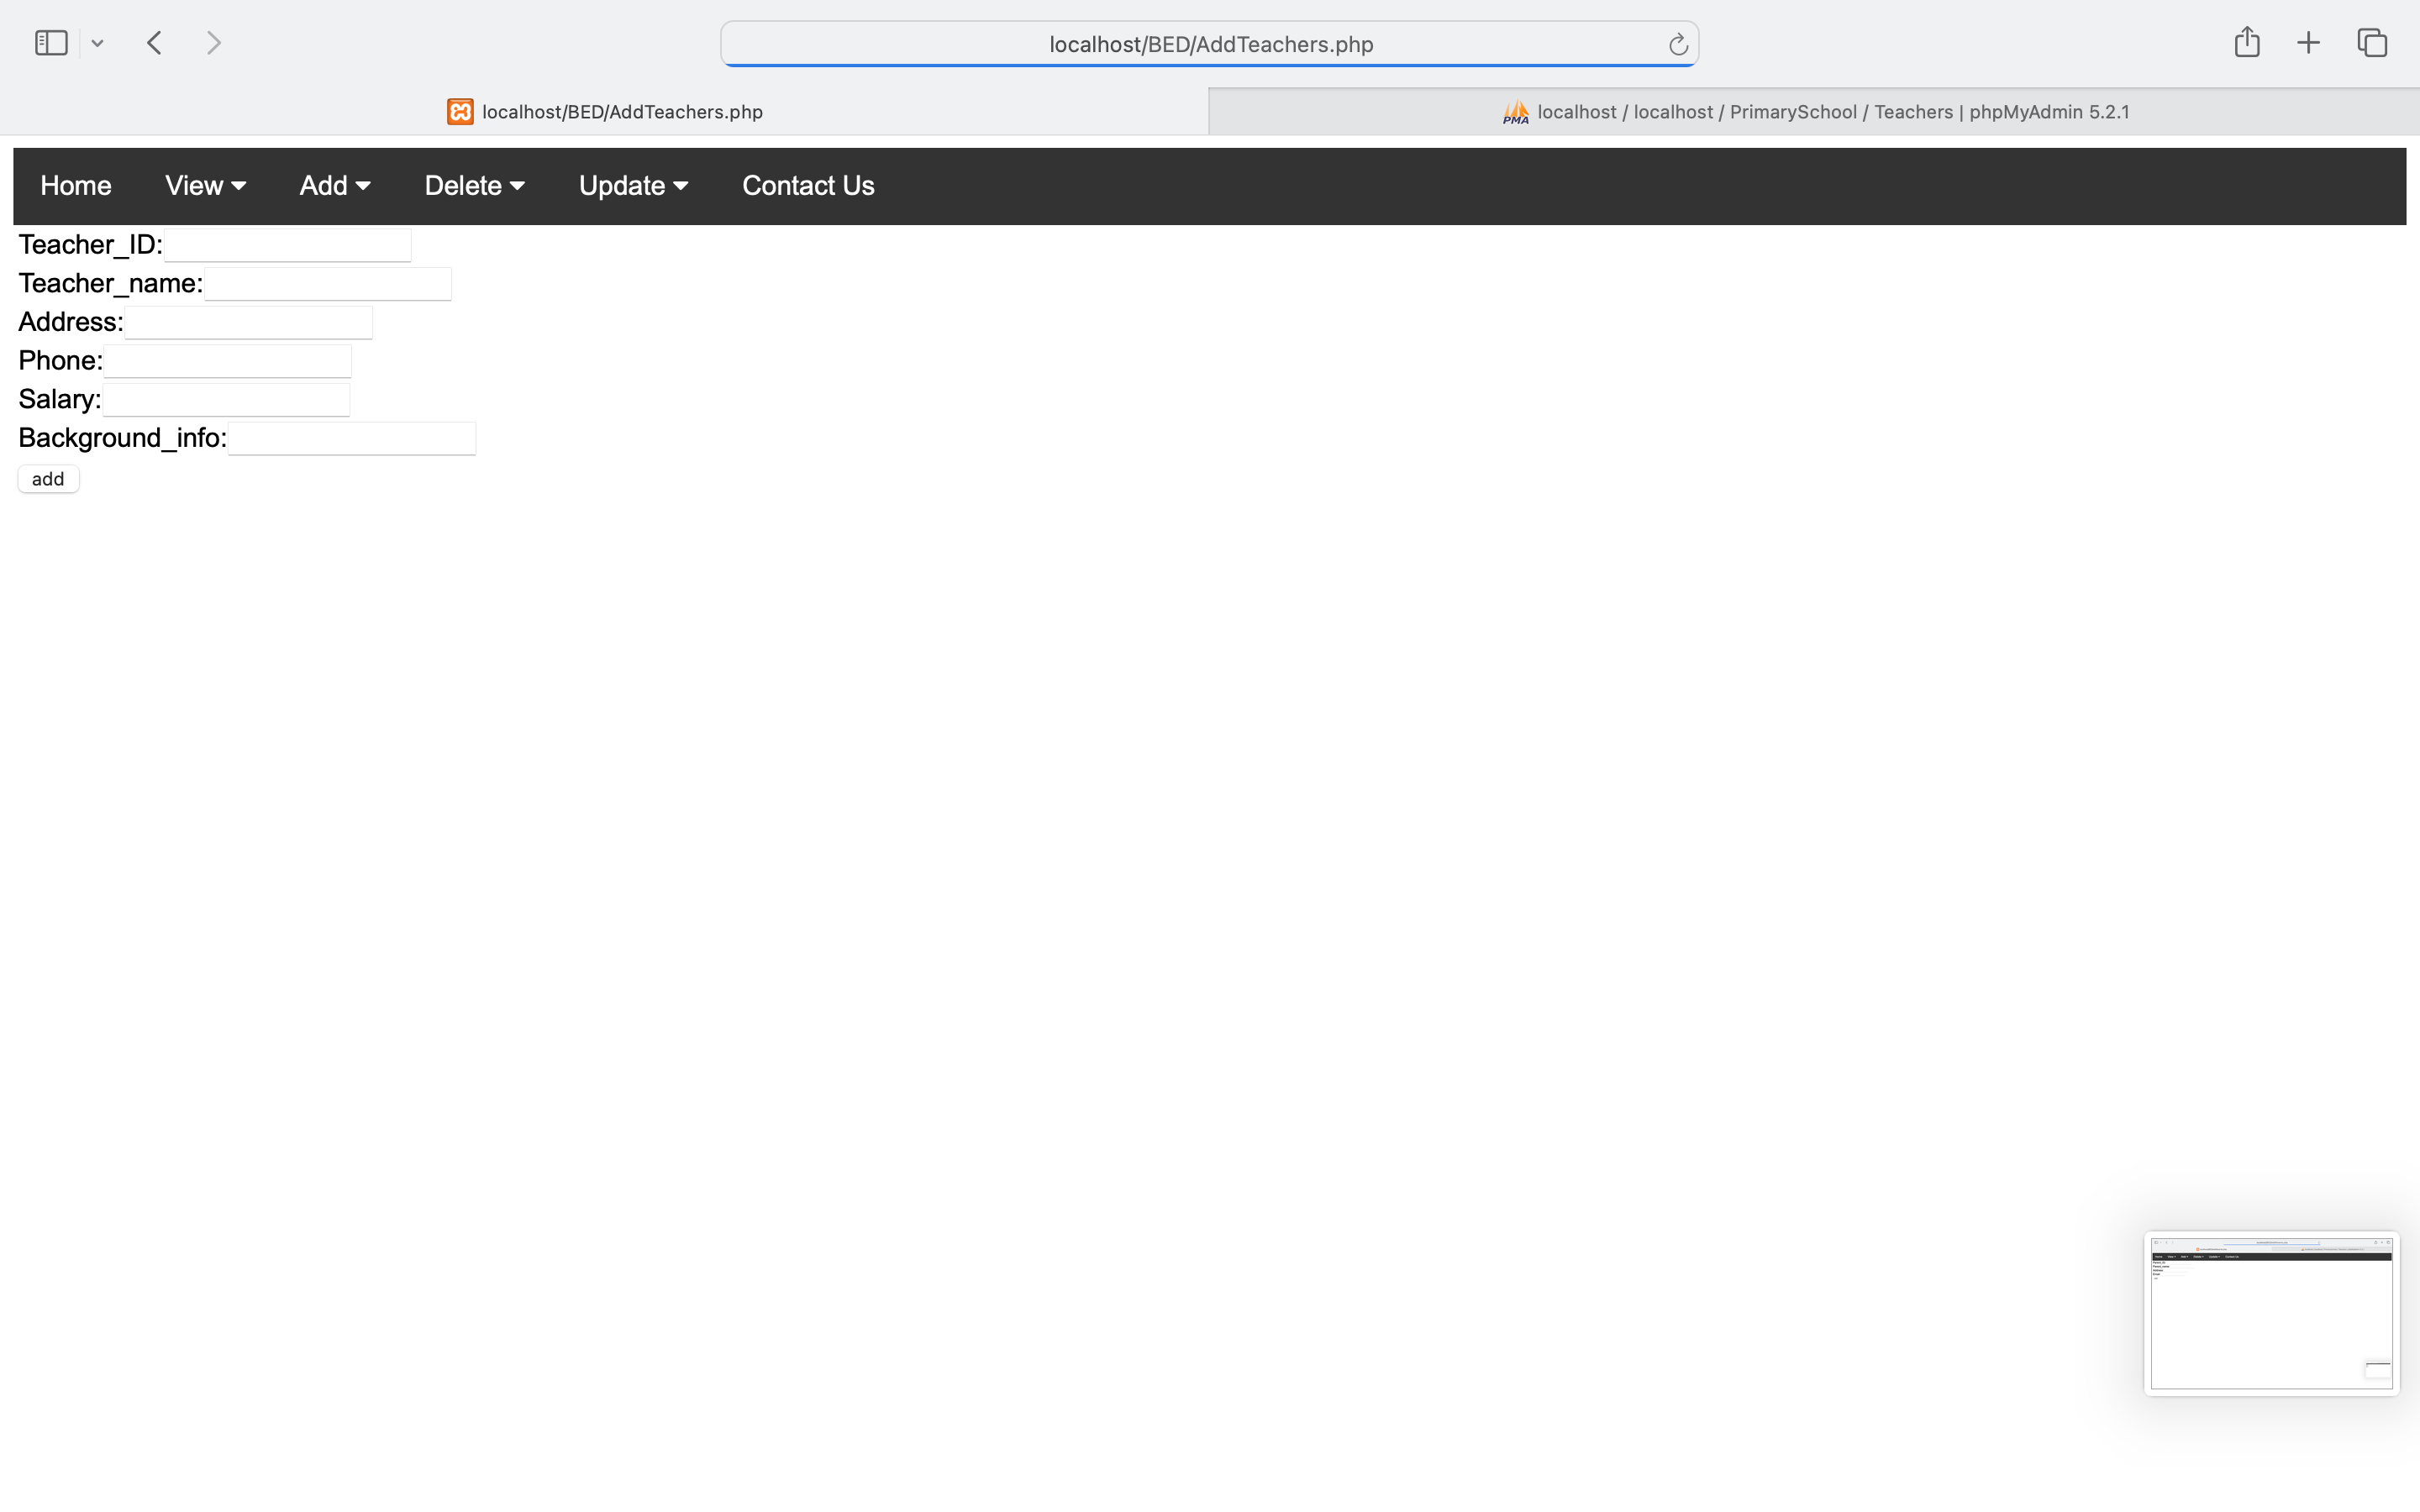 localhost/BED/AddTeachers.php
localhost/BED/AddTeachers.php
PMA localhost / localhost / PrimarySchool / Teachers | phpMyAdmin 5.2.1
Home View Add Delete Update Contact Us
Teacher_ID:
Teacher_name:
Address:
Phone:
Salary:
Background_info:
add